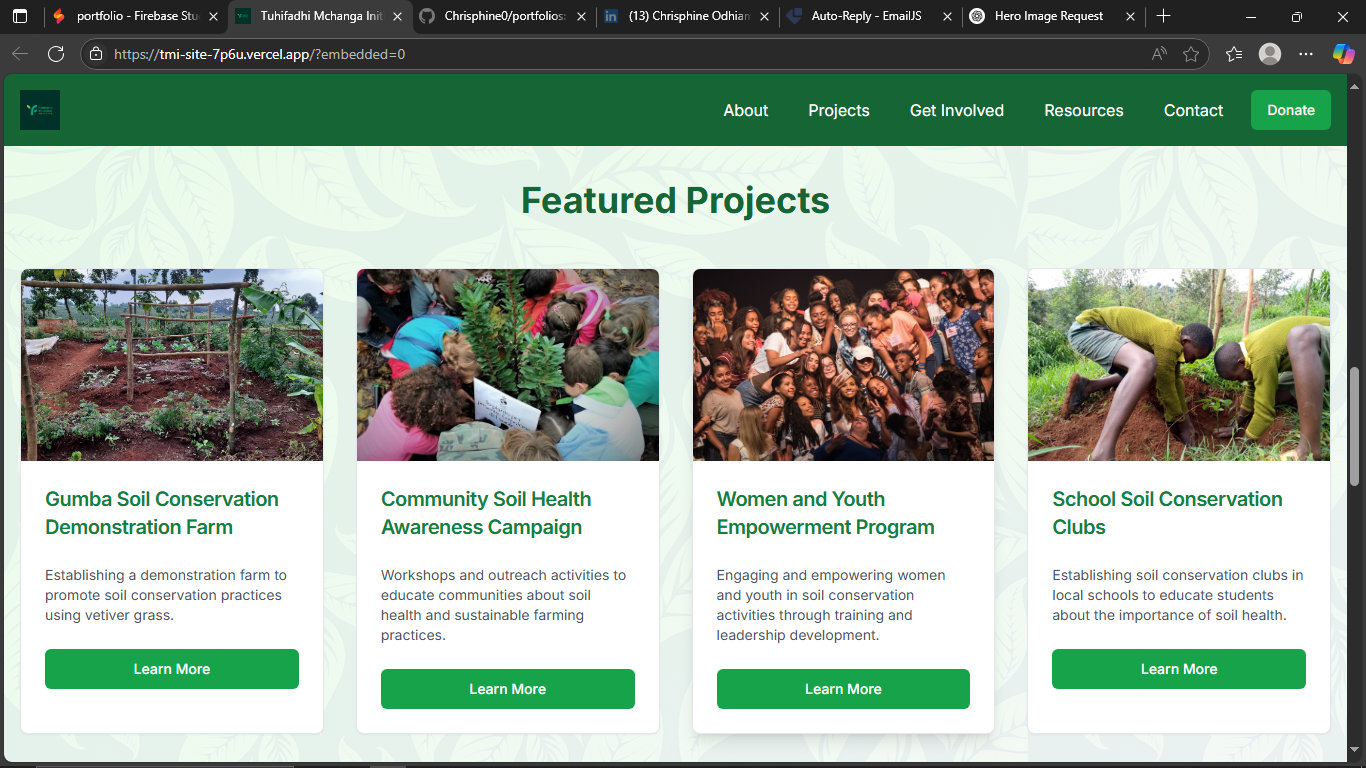 portfolio - Firebase Stu
Tuhifadhi Mchanga Init
Chrisphine0/portfolios:
(13) Chrisphine Odhiam
Auto-Reply - EmailJS
Hero Image Request
https://tmi-site-7p6u.vercel.app/?embedded=0
About
Projects
Get Involved
Resources
Contact
Donate
Featured Projects
Gumba Soil Conservation
Demonstration Farm
Establishing a demonstration farm to
promote soil conservation practices
using vetiver grass.
Learn More
Community Soil Health
Awareness Campaign
Workshops and outreach activities to
educate communities about soil
health and sustainable farming
practices.
Learn More
Women and Youth
Empowerment Program
Engaging and empowering women
and youth in soil conservation
activities through training and
leadership development.
Learn More
School Soil Conservation
Clubs
Establishing soil conservation clubs in
local schools to educate students
about the importance of soil health.
Learn More